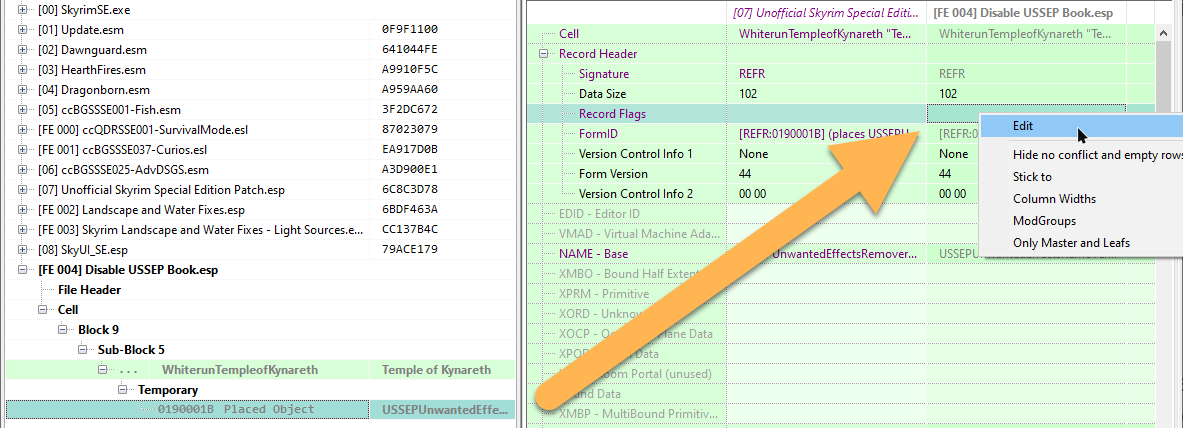 [00] SkyrimSE.exe
[01] Update.esm 0F9F1100
[02] Dawnguard.esm 641044FE
[03] HearthFires.esm A9910F5C
[04] Dragonborn.esm A959AA60
[05] ccBGSSSE001-Fish.esm 3F2DC672
[FE 000] ccQDRSSE001-SurvivalMode.esl 87023079
[FE 001] ccBGSSSE037-Curios.esl EA917D0B
[06] ccBGSSSE025-AdvDSGS.esm A3D900E1
[07] Unofficial Skyrim Special Edition Patch.esp 6C8C3D78
[FE 002] Landscape and Water Fixes.esp 6BDF463A
[FE 003] Skyrim Landscape and Water Fixes - Light Sources.e... CC137B4C
[08] SkyUI_SE.esp 79ACE179
[FE 004] Disable USSEP Book.esp
File Header
Cell
Block 9
Sub-Block 5
... WhiterunTempleofKynareth Temple of Kynareth
Temporary
0190001B Placed Object USSEPUnwantedEffe...
[07] Unofficial Skyrim Special Editi... [FE 004] Disable USSEP Book.esp
Cell WhiterunTempleofKynareth "Te... WhiterunTempleofKynareth "Te...
Record Header
Signature REFR REFR
Data Size 102 102
Record Flags
FormID [REFR:0190001B] (places USSEPU [REFR:0
Version Control Info 1 None None
Form Version 44 44
Version Control Info 2 00 00 00 00
EDID - Editor ID
VMAD - Virtual Machine Ada...
NAME - Base UnwantedEffectsRemover... USSEPU
XMBO - Bound Half Extent
XPRM - Primitive
XORD - Unknow
XOCP - Oc Plane Data
XPO Data
oom Portal (unused)
ound Data
XMBP - MultiBound Primitiv...
Edit
Hide no conflict and empty rows
Stick to
Column Widths
ModGroups
Only Master and Leafs